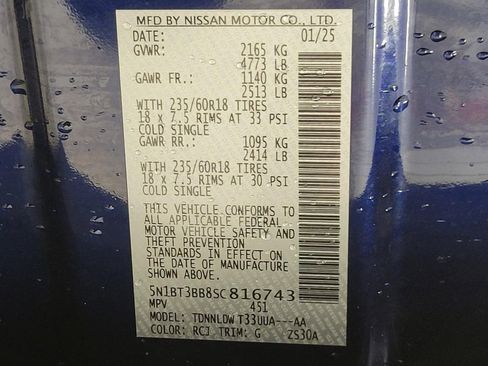 MFD BY NISSAN MOTOR CO., LTD.
DATE: 01/25
GVWR: 2165 KG
4773 LB
GAWR FR.: 1140 KG
2513 LB
WITH 235/60R18 TIRES
18 x 7.5 RIMS AT 33 PSI
COLD SINGLE
GAWR RR.: 1095 KG
2414 LB
WITH 235/60R18 TIRES
18 x 7.5 RIMS AT 30 PSI
COLD SINGLE
THIS VEHICLE CONFORMS TO
ALL APPLICABLE FEDERAL
MOTOR VEHICLE SAFETY AND
THEFT PREVENTION
STANDARDS IN EFFECT ON
THE DATE OF MANUFACTURE
SHOWN ABOVE.
5N1BT3BB8SC816743
MPV 451
MODEL: TDNNLDW T33UUA---AA
COLOR: RCJ TRIM: G ZS30A